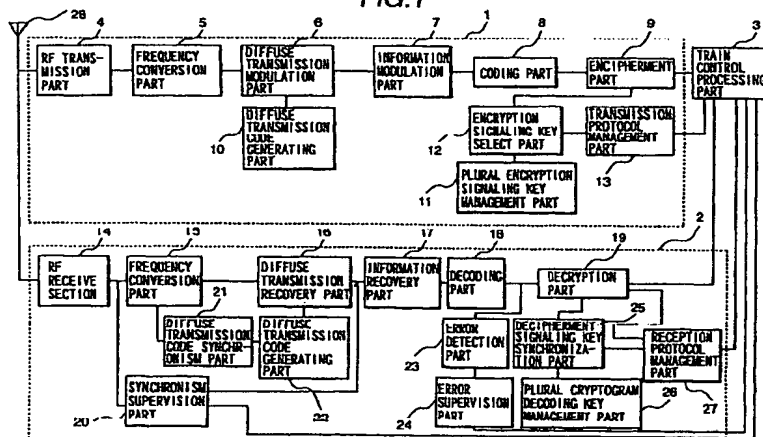 FIG.1
28
4
5
6
7
1
8
9
3
RF TRANS-
MISSION
PART
FREQUENCY
CONVERSION
PART
DIFFUSE
TRANSMISSION
MODULATION
PART
INFORMATION
MODULATION
PART
CODING PART
ENCIPHERMENT
PART
TRAIN
CONTROL
PROCESSING
PART
10
DIFFUSE
TRANSMISSION
CODE
GENERATING
PART
12
ENCRYPTION
SIGNALING KEY
SELECT PART
TRANSMISSION
PROTOCOL
MANAGEMENT
PART
13
11
PLURAL ENCRYPTION
SIGNALING KEY
MANAGEMENT PART
14
15
16
17
18
19
2
RF
RECEIVE
SECTION
FREQUENCY
CONVERSION
PART
DIFFUSE
TRANSMISSION
RECOVERY PART
INFORMATION
RECOVERY
PART
DECODING
PART
DECRYPTION
PART
21
DIFFUSE
TRANSMISSION
CODE SYNCHR-
ONISM PART
DIFFUSE
TRANSMISSION
CODE
GENERATING
PART
22
23
ERROR
DETECTION
PART
25
DECIPHERMENT
SIGNALING KEY
SYNCHRONIZA-
TION PART
RECEPTION
PROTOCOL
MANAGEMENT
PART
27
20
SYNCHRONISM
SUPERVISION
PART
24
ERROR
SUPERVISION
PART
PLURAL CRYPTOGRAM
DECODING KEY
MANAGEMENT PART
26